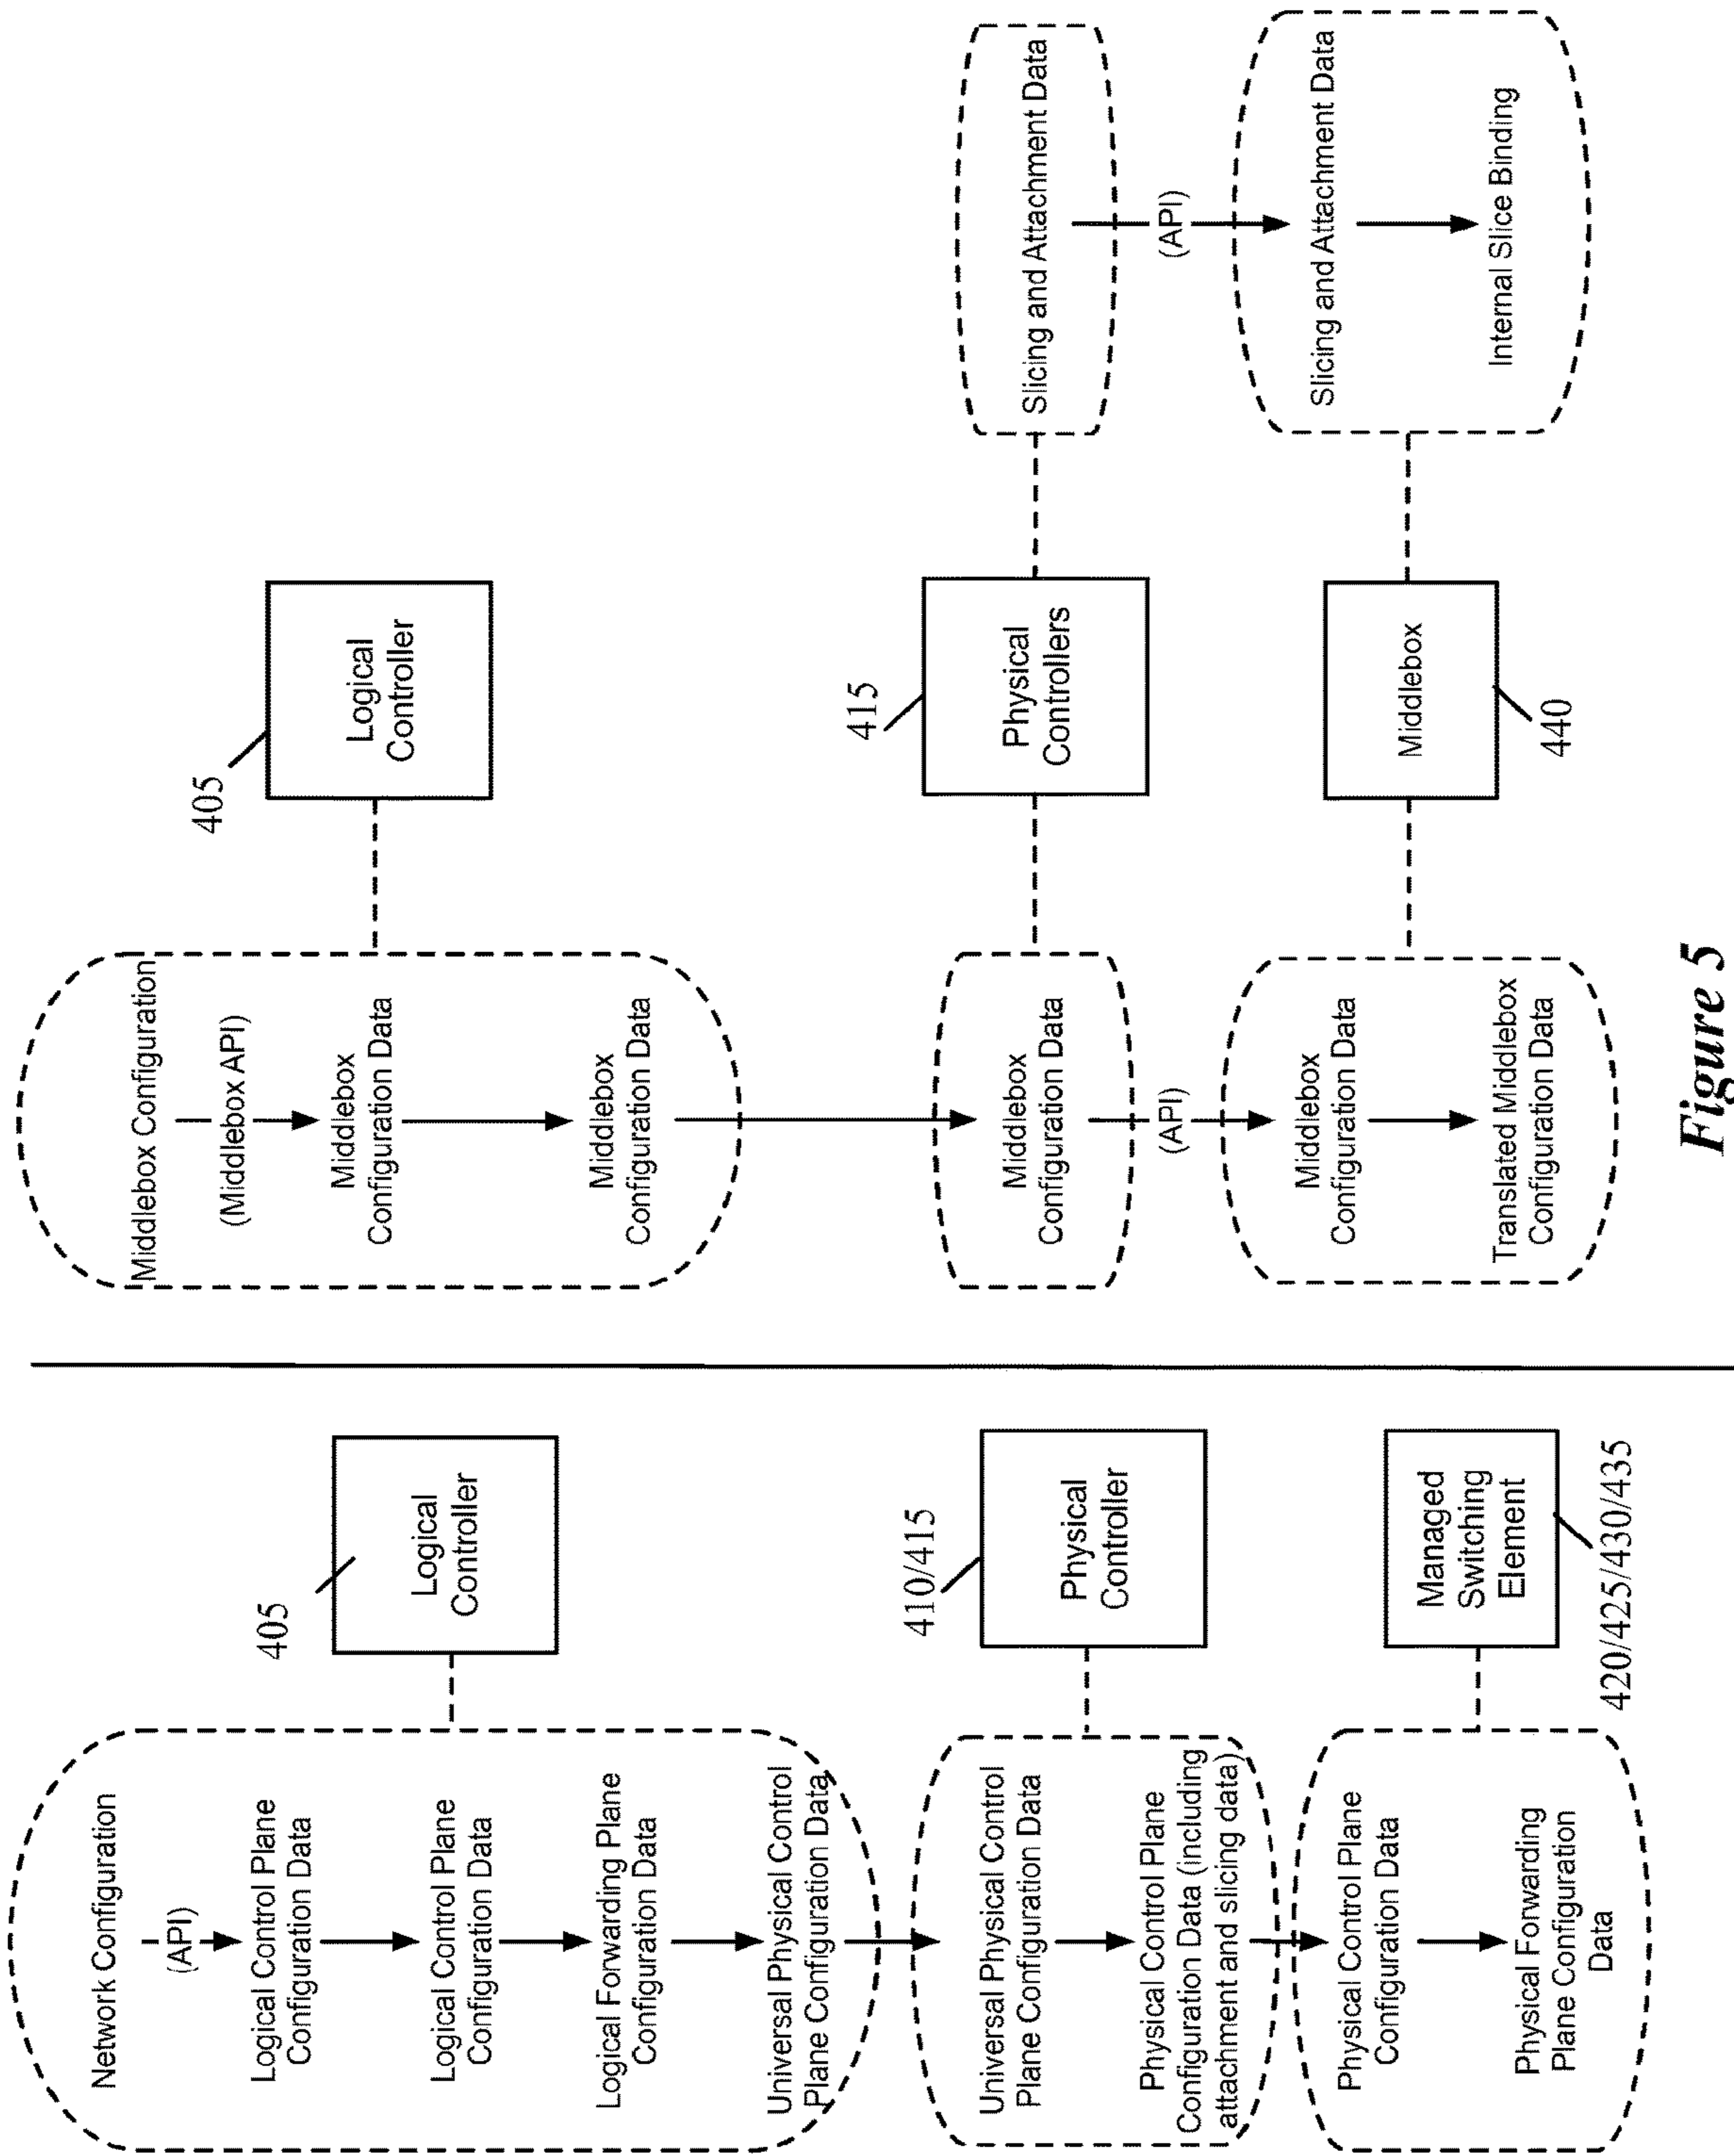 Network Configuration
(API)
Logical Control Plane
Configuration Data
Logical Control Plane
Configuration Data
Logical Forwarding Plane
Configuration Data
Universal Physical Control
Plane Configuration Data
405
Logical
Controller
Universal Physical Control
Plane Configuration Data
Physical Control Plane
Configuration Data (including
attachment and slicing data)
410/415
Physical
Controller
Physical Control Plane
Configuration Data
Physical Forwarding
Plane Configuration
Data
Managed
Switching
Element
420/425/430/435
Middlebox Configuration
(Middlebox API)
Middlebox
Configuration Data
Middlebox
Configuration Data
405
Logical
Controller
Middlebox
Configuration Data
(API)
415
Physical
Controllers
Slicing and Attachment Data
(API)
Middlebox
Configuration Data
Translated Middlebox
Configuration Data
Middlebox
440
Slicing and Attachment Data
Internal Slice Binding
Figure 5